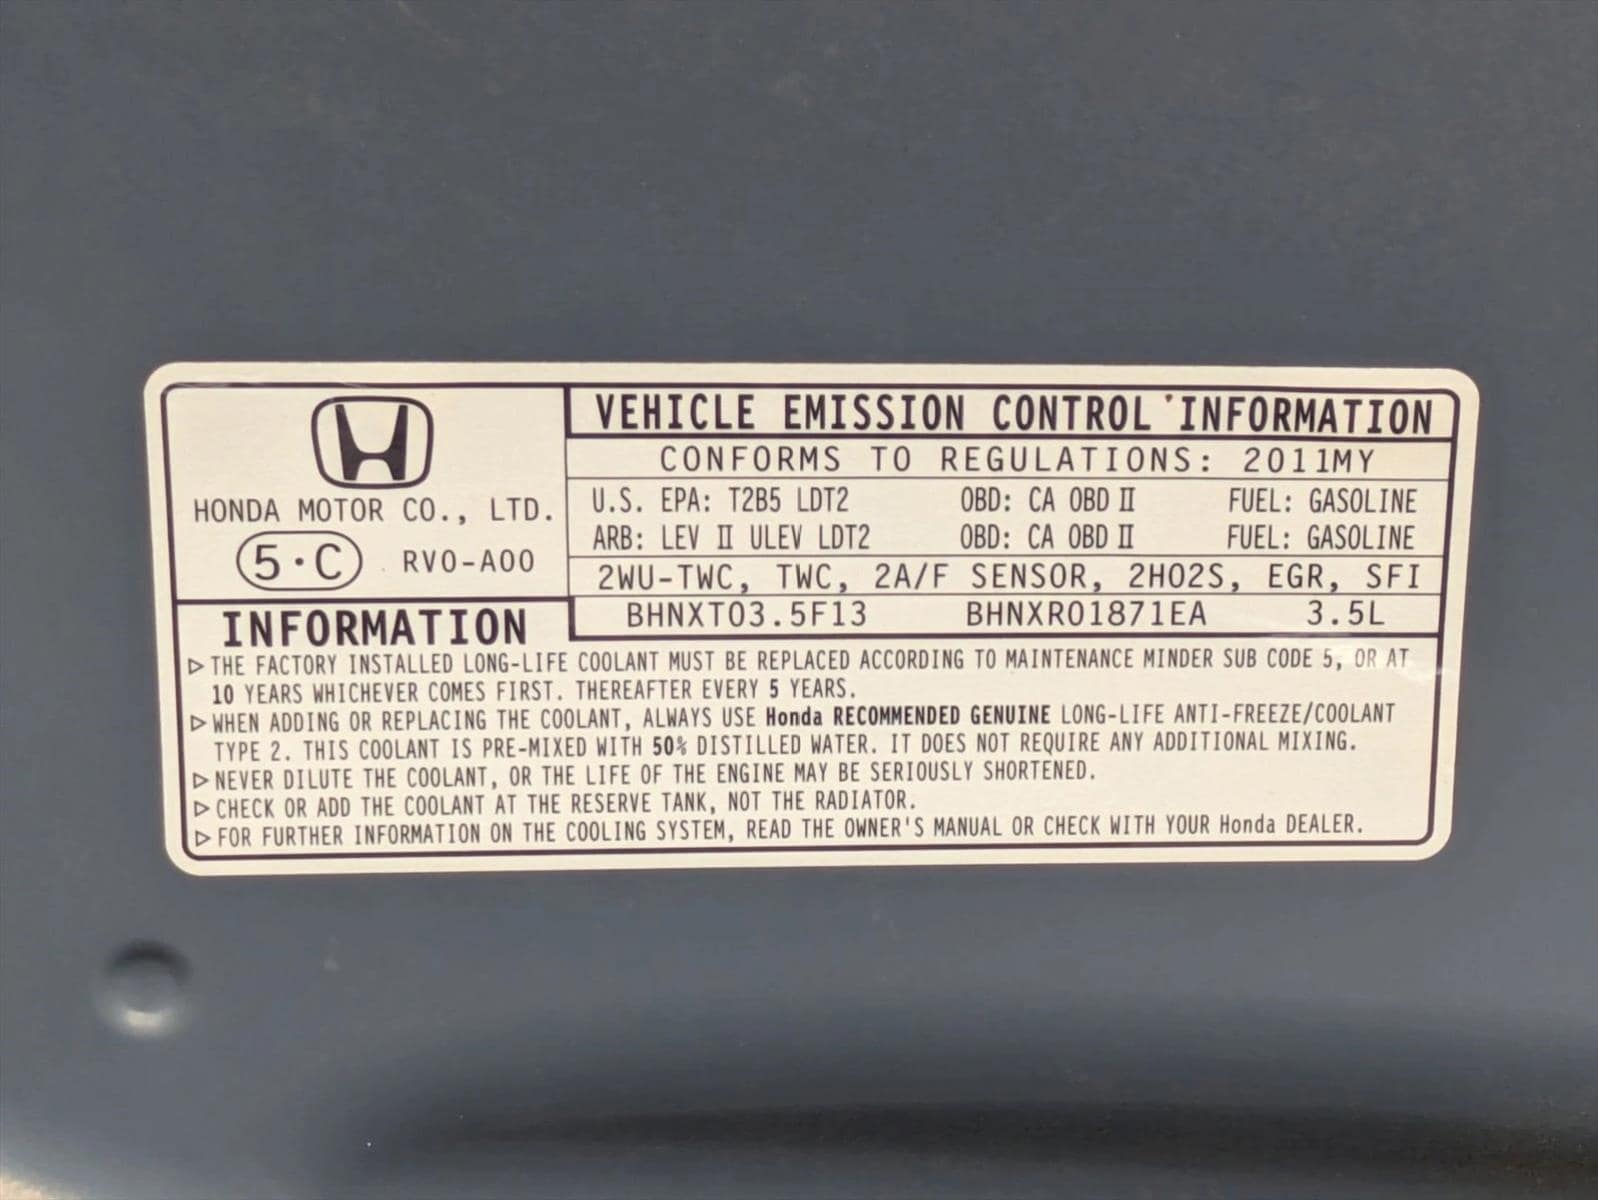 HONDA MOTOR CO., LTD.
5·C RV0-A00
VEHICLE EMISSION CONTROL INFORMATION
CONFORMS TO REGULATIONS: 2011MY
U.S. EPA: T2B5 LDT2 OBD: CA OBD II FUEL: GASOLINE
ARB: LEV II ULEV LDT2 OBD: CA OBD II FUEL: GASOLINE
2WU-TWC, TWC, 2A/F SENSOR, 2HO2S, EGR, SFI
BHNXT03.5F13 BHNXR01871EA 3.5L
INFORMATION
▷THE FACTORY INSTALLED LONG-LIFE COOLANT MUST BE REPLACED ACCORDING TO MAINTENANCE MINDER SUB CODE 5, OR AT
10 YEARS WHICHEVER COMES FIRST. THEREAFTER EVERY 5 YEARS.
▷WHEN ADDING OR REPLACING THE COOLANT, ALWAYS USE Honda RECOMMENDED GENUINE LONG-LIFE ANTI-FREEZE/COOLANT
TYPE 2. THIS COOLANT IS PRE-MIXED WITH 50% DISTILLED WATER. IT DOES NOT REQUIRE ANY ADDITIONAL MIXING.
▷NEVER DILUTE THE COOLANT, OR THE LIFE OF THE ENGINE MAY BE SERIOUSLY SHORTENED.
▷CHECK OR ADD THE COOLANT AT THE RESERVE TANK, NOT THE RADIATOR.
▷FOR FURTHER INFORMATION ON THE COOLING SYSTEM, READ THE OWNER'S MANUAL OR CHECK WITH YOUR Honda DEALER.